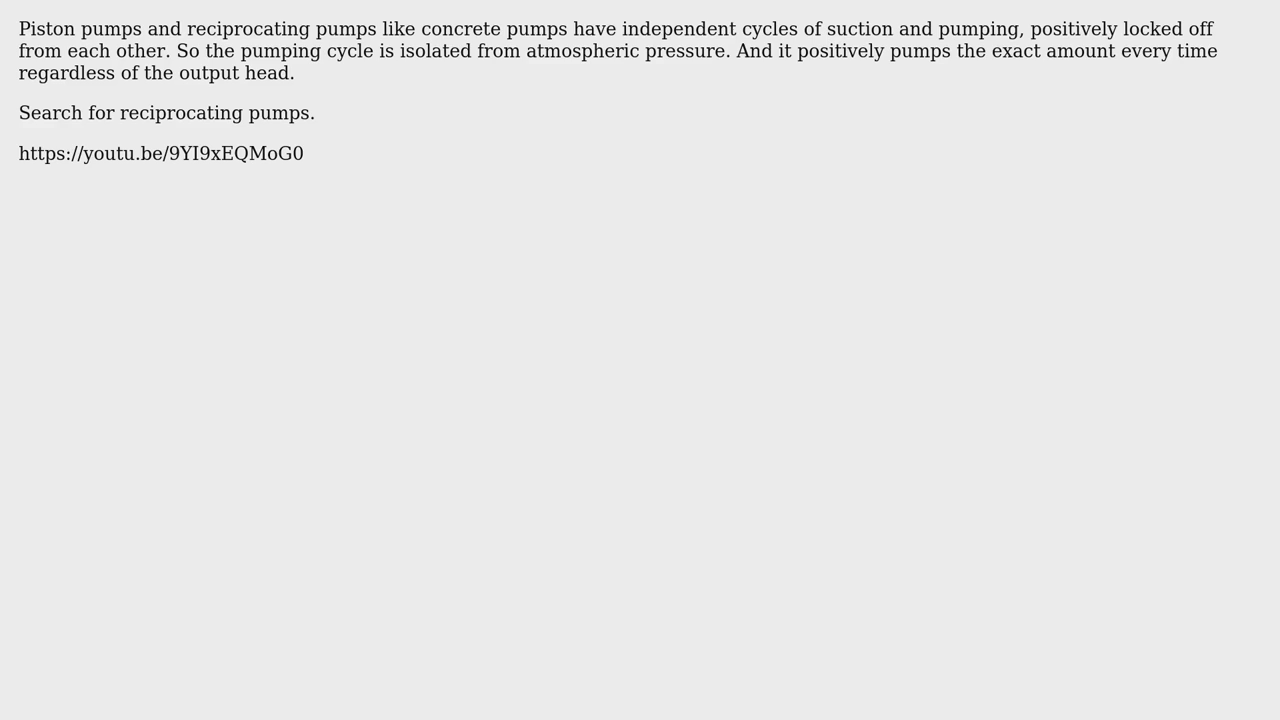 Piston pumps and reciprocating pumps like concrete pumps have independent cycles of suction and pumping, positively locked off
from each other. So the pumping cycle is isolated from atmospheric pressure. And it positively pumps the exact amount every time
regardless of the output head.
Search for reciprocating pumps.
https://youtu.be/9YI9xEQMoG0